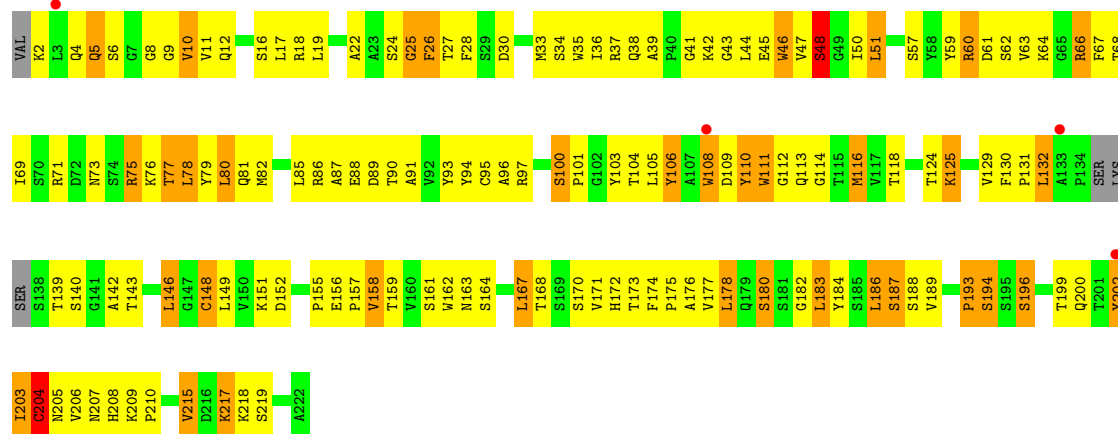 VAL K2 L3 Q4 Q5 S6 G7 G8 G9 V10 V11 Q12 S16 L17 R18 L19 A22 A23 S24 G25 F26 T27 F28 S29 D30 M33 S34 W35 I36 R37 Q38 A39 P40 G41 K42 G43 L44 E45 W46 V47 S48 G49 I50 L51 S57 Y58 Y59 R60 D61 S62 V63 K64 G65 R66 F67 T68
I69 S70 R71 D72 N73 S74 R75 K76 T77 L78 Y79 L80 Q81 M82 L85 R86 A87 E88 D89 T90 A91 V92 Y93 Y94 C95 A96 R97 S100 P101 G102 Y103 T104 L105 Y106 A107 W108 D109 Y110 W111 G112 Q113 G114 T115 M116 V117 T118 T124 K125 V129 F130 P131 L132 A133 P134 SER LYS
SER S138 T139 S140 G141 A142 T143 L146 G147 C148 L149 V150 K151 D152 P155 E156 P157 V158 T159 V160 S161 W162 N163 S164 L167 T168 S169 S170 V171 H172 T173 F174 P175 A176 V177 L178 Q179 S180 S181 G182 L183 Y184 S185 L186 S187 S188 V189 P193 S194 S195 S196 T199 Q200 T201 Y202
I203 C204 N205 V206 N207 H208 K209 P210 V215 D216 K217 K218 S219 A222